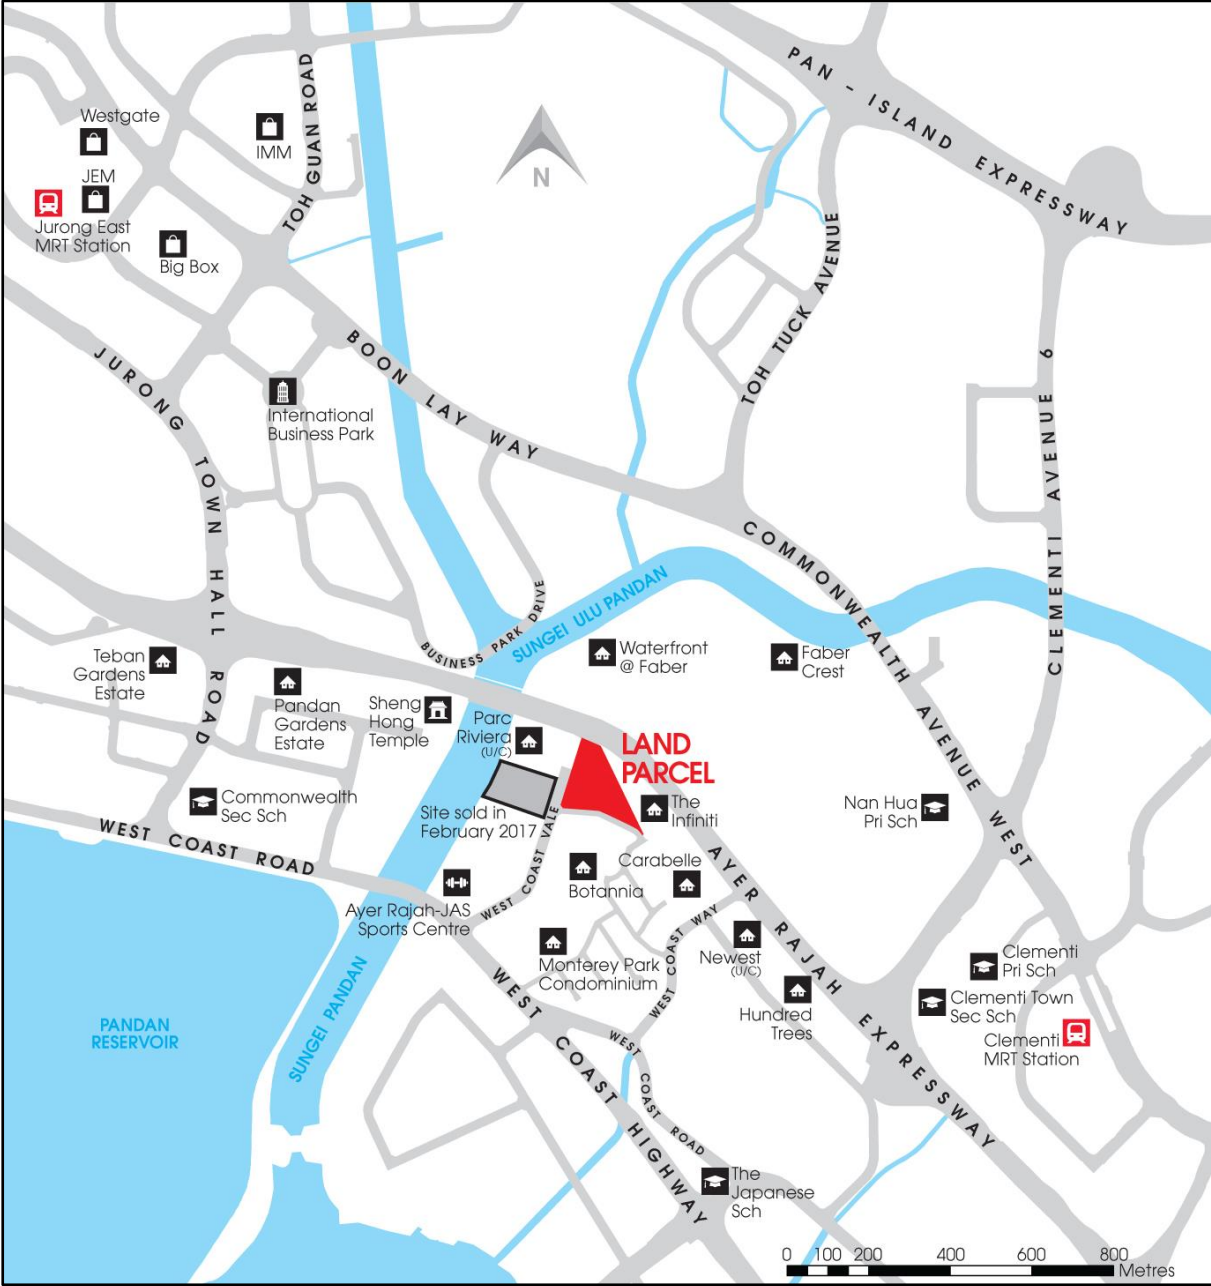 PAN - ISLAND EXPRESSWAY
Westgate
IMM
TOH GUAN ROAD
JEM
N
Jurong East
MRT Station
Big Box
TOH TUCK AVENUE
JURONG TOWN HALL ROAD
BOON LAY WAY
CLEMENTI AVENUE 6
International
Business Park
COMMONWEALTH AVENUE WEST
BUSINESS PARK DRIVE
SUNGEI ULU PANDAN
Teban
Gardens
Estate
Waterfront
@ Faber
Faber
Crest
Pandan
Gardens
Estate
Sheng
Hong
Temple
Parc
Riviera
(U/C)
LAND
PARCEL
Commonwealth
Sec Sch
Site sold in
February 2017
WEST COAST VALE
The
Infiniti
Nan Hua
Pri Sch
WEST COAST ROAD
AYER RAJAH EXPRESSWAY
Carabelle
Botannia
Ayer Rajah-JAS
Sports Centre
WEST COAST WAY
Newest
(U/C)
Monterey Park
Condominium
Clementi
Pri Sch
Hundred
Trees
Clementi Town
Sec Sch
Clementi
MRT Station
PANDAN
RESERVOIR
SUNGEI PANDAN
WEST COAST HIGHWAY
WEST COAST ROAD
The
Japanese
Sch
0 100 200 400 600 800
Metres